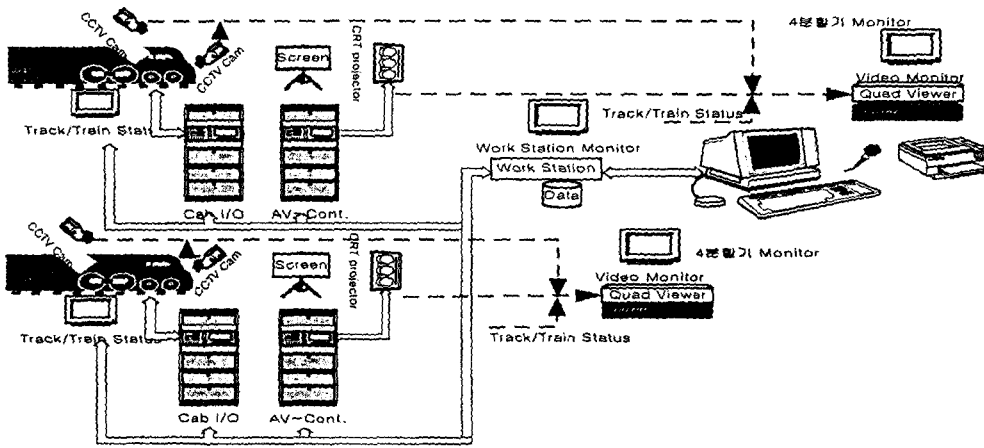 CCTV Cam
CCTV Cam
Screen
CRT projector
Track/Train Status
Cab I/O
AV-Cont.
4분할기 Monitor
Video Monitor
Quad Viewer
Track/Train Status
Work Station Monitor
Work Station
Data
CCTV Cam
CCTV Cam
Screen
CRT projector
Track/Train Status
Cab I/O
AV~Cont.
4분할기 Monitor
Video Monitor
Quad Viewer
Track/Train Status